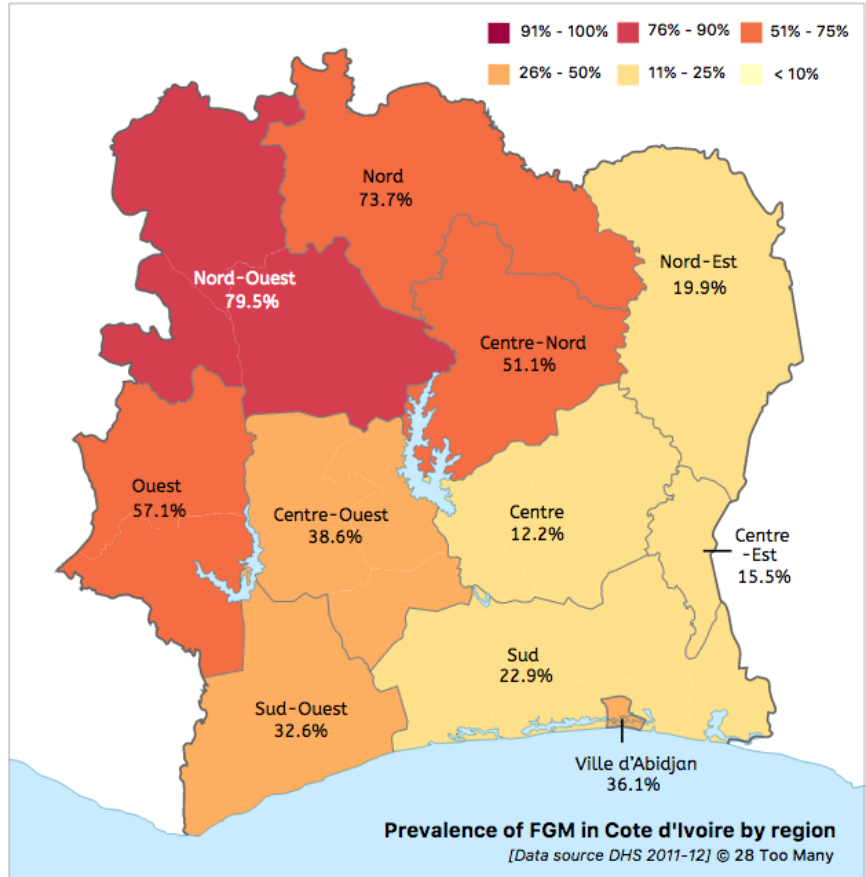 91% - 100%
76% - 90%
51% - 75%
26% - 50%
11% - 25%
< 10%
Nord
73.7%
Nord-Ouest
79.5%
Nord-Est
19.9%
Centre-Nord
51.1%
Ouest
57.1%
Centre-Ouest
38.6%
Centre
12.2%
Centre
-Est
15.5%
Sud
22.9%
Sud-Ouest
32.6%
Ville d'Abidjan
36.1%
Prevalence of FGM in Cote d'Ivoire by region
[Data source DHS 2011-12] © 28 Too Many